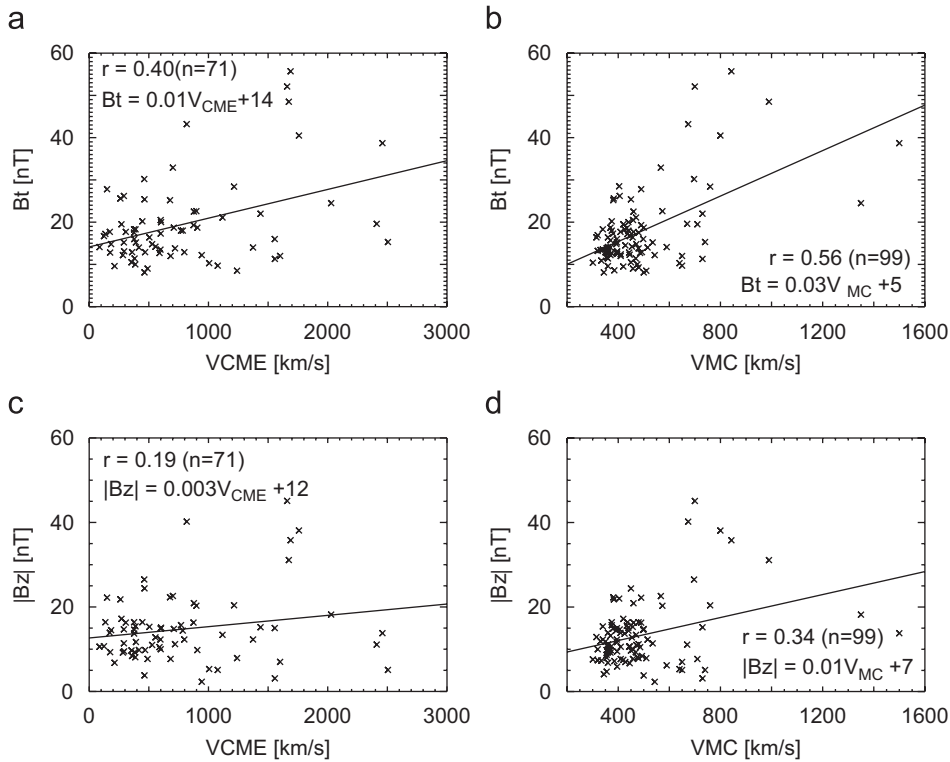 a
60
40
20
0
Bt [nT]
r = 0.40(n=71)
Bt = 0.01V_CME+14
0 1000 2000 3000
VCME [km/s]
b
60
40
20
0
Bt [nT]
r = 0.56 (n=99)
Bt = 0.03V MC +5
400 800 1200 1600
VMC [km/s]
c
60
40
20
0
|Bz| [nT]
r = 0.19 (n=71)
|Bz| = 0.003V_CME +12
0 1000 2000 3000
VCME [km/s]
d
60
40
20
0
|Bz| [nT]
r = 0.34 (n=99)
|Bz| = 0.01V_MC +7
400 800 1200 1600
VMC [km/s]